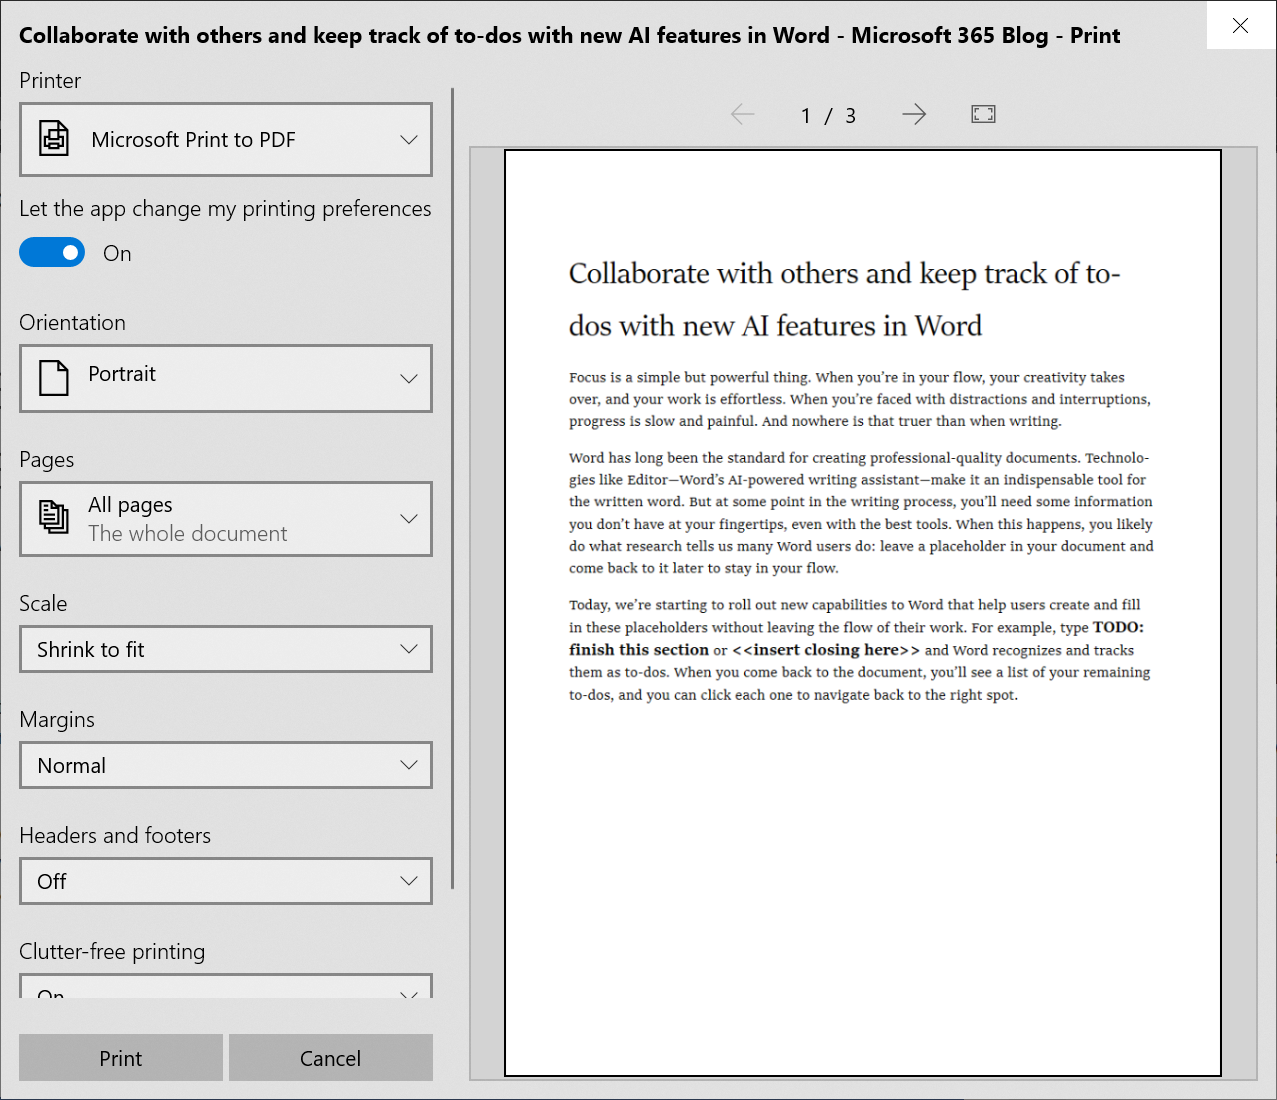 Collaborate with others and keep track of to-dos with new AI features in Word - Microsoft 365 Blog - Print
Printer
Microsoft Print to PDF
Let the app change my printing preferences
On
Orientation
Portrait
Pages
All pages
The whole document
Scale
Shrink to fit
Margins
Normal
Headers and footers
Off
Clutter-free printing
On
Print
Cancel
1 / 3
Collaborate with others and keep track of to-
dos with new AI features in Word
Focus is a simple but powerful thing. When you’re in your flow, your creativity takes
over, and your work is effortless. When you’re faced with distractions and interruptions,
progress is slow and painful. And nowhere is that truer than when writing.
Word has long been the standard for creating professional-quality documents. Technolo-
gies like Editor—Word’s AI-powered writing assistant—make it an indispensable tool for
the written word. But at some point in the writing process, you’ll need some information
you don’t have at your fingertips, even with the best tools. When this happens, you likely
do what research tells us many Word users do: leave a placeholder in your document and
come back to it later to stay in your flow.
Today, we’re starting to roll out new capabilities to Word that help users create and fill
in these placeholders without leaving the flow of their work. For example, type TODO:
finish this section or <<insert closing here>> and Word recognizes and tracks
them as to-dos. When you come back to the document, you’ll see a list of your remaining
to-dos, and you can click each one to navigate back to the right spot.